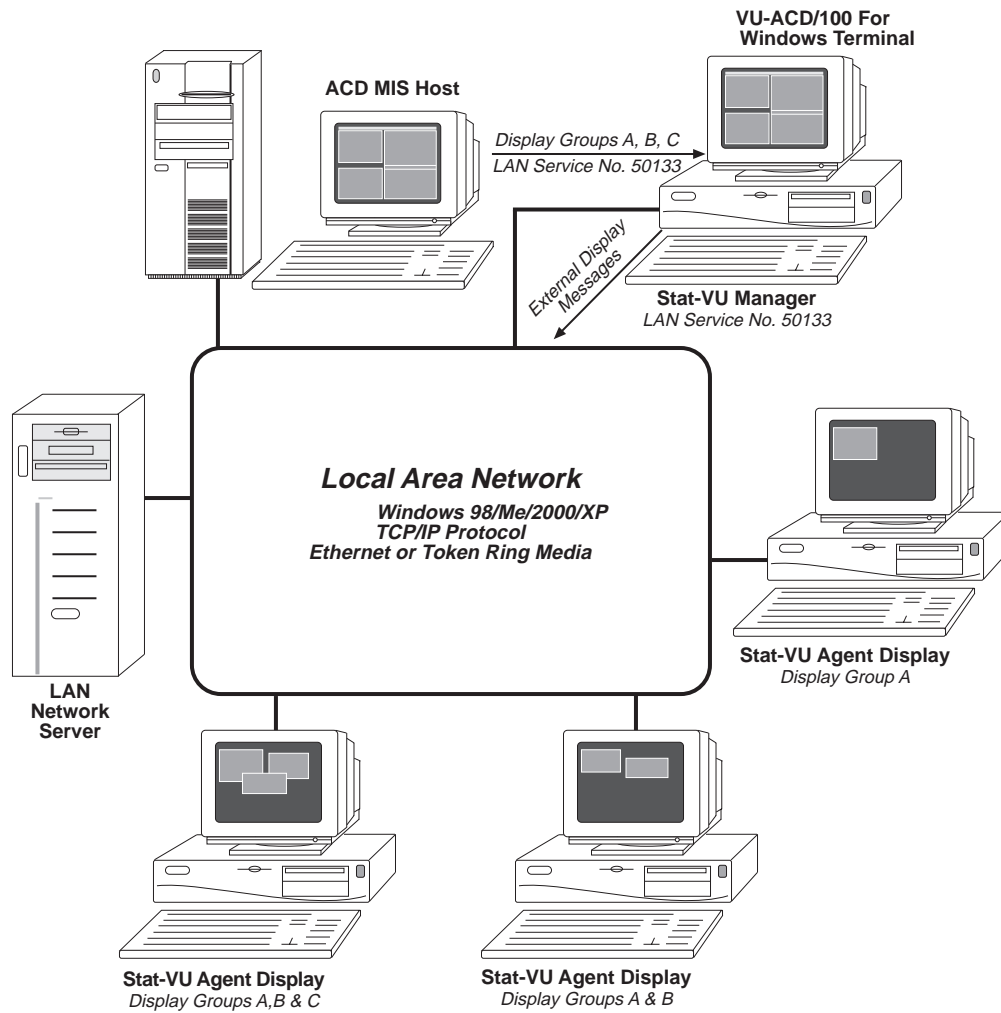 VU-ACD/100 For
Windows Terminal
ACD MIS Host
Display Groups A, B, C
LAN Service No. 50133
External Display
Messages
Stat-VU Manager
LAN Service No. 50133
Local Area Network
Windows 98/Me/2000/XP
TCP/IP Protocol
Ethernet or Token Ring Media
Stat-VU Agent Display
Display Group A
LAN
Network
Server
Stat-VU Agent Display
Display Groups A,B & C
Stat-VU Agent Display
Display Groups A & B